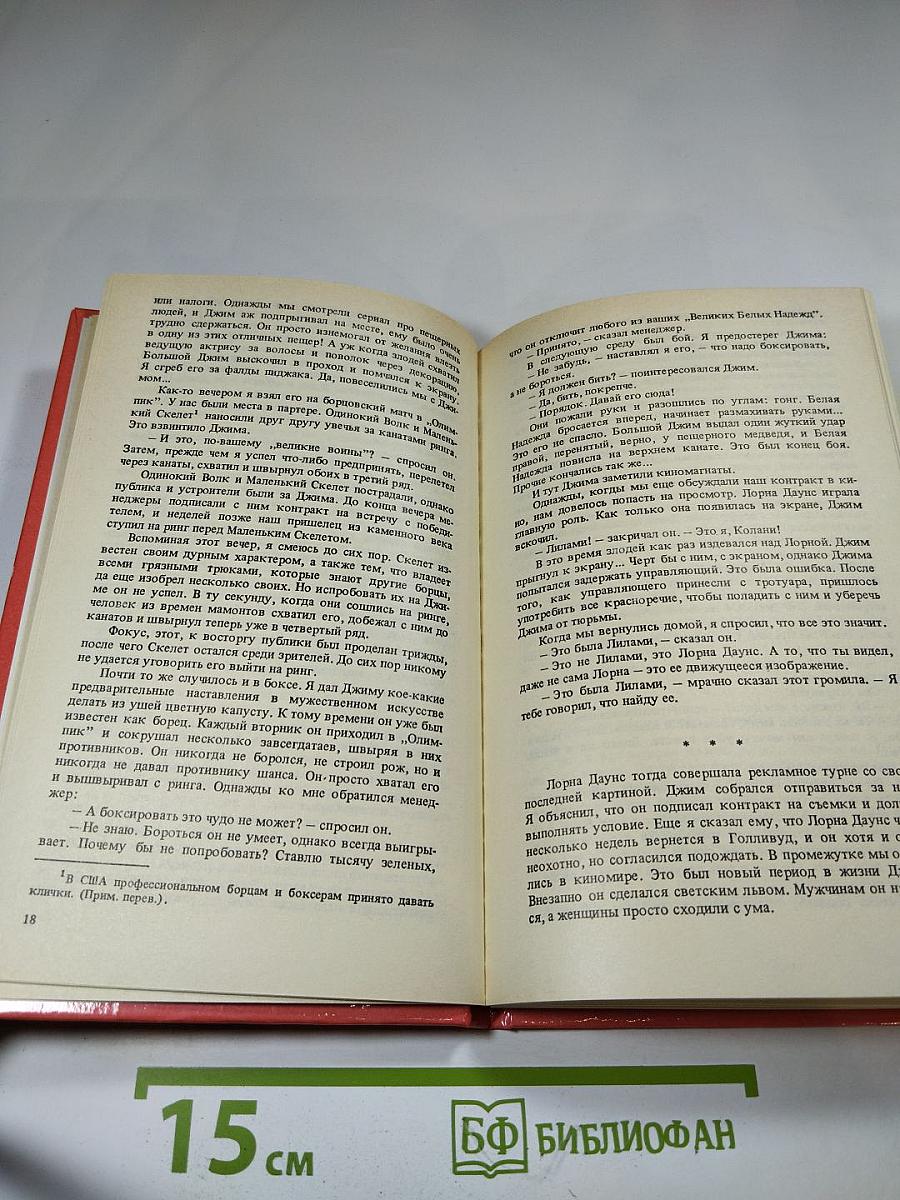 или налоги. Однажды мы смотрели сериал про пещерных
людей, и Джим аж подпрыгивал на месте, ему было очень
трудно сдержаться. Он просто изнемогал от желания влезть
в одну из этих отличных пещер! А уж когда злодей схватил
ведущую актрису за волосы и поволок через декорацию,
Большой Джим выскочил в проход и помчался к экрану.
Я сгреб его за фалды пиджака. Да, повеселились мы с Джи-
мом...
Как-то вечером я взял его на борцовский матч в „Олим-
пик”. У нас были места в партере. Одинокий Волк и Малень-
кий Скелет¹ наносили друг другу увечья за канатами ринга.
Это взвинтило Джима.
— И это, по-вашему „великие воины”? — спросил он.
Затем, прежде чем я успел что-либо предпринять, перелетел
через канаты, схватил и швырнул обоих в третий ряд.
Одинокий Волк и Маленький Скелет пострадали, однако
публика и устроители были за Джима. До конца вечера ме-
неджеры подписали с ним контракт на встречу с победи-
телем, и неделей позже наш пришелец из каменного века
ступил на ринг перед Маленьким Скелетом.
Вспоминая этот вечер, я смеюсь до сих пор. Скелет из-
вестен своим дурным характером, а также тем, что владеет
всеми грязными трюками, которые знают другие борцы,
да еще изобрел несколько своих. Но испробовать их на Джи-
ме он не успел. В ту секунду, когда они сошлись на ринге,
человек из времен мамонтов схватил его, добежал с ним до
канатов и швырнул теперь уже в четвертый ряд.
Фокус, этот, к восторгу публики был проделан трижды,
после чего Скелет остался среди зрителей. До сих пор никому
не удается уговорить его выйти на ринг.
Почти то же случилось и в боксе. Я дал Джиму кое-какие
предварительные наставления в мужественном искусстве
делать из ушей цветную капусту. К тому времени он уже был
известен как борец. Каждый вторник он приходил в „Олим-
пик” и сокрушал несколько завсегдатаев, швыряя в них
противников. Он никогда не боролся, не строил рож, но и
никогда не давал противнику шанса. Он просто хватал его
и вышвыривал с ринга. Однажды ко мне обратился менед-
жер:
— А боксировать это чудо не может? — спросил он.
— Не знаю. Бороться он не умеет, однако всегда выигры-
вает. Почему бы не попробовать? Ставлю тысячу зеленых,
¹В США профессиональном борцам и боксерам принято давать
клички. (Прим. перев.).
18
что он отключит любого из ваших „Великих Белых Надежд”.
— Принято, — сказал менеджер.
В следующую среду был бой. Я предостерег Джима:
— Не забудь, — наставлял я его, — что надо боксировать,
а не бороться.
— Я должен бить? — поинтересовался Джим.
— Да, бить, покрепче.
— Порядок. Давай его сюда!
Они пожали руки и разошлись по углам: гонг. Белая
Надежда бросается вперед, начинает размахивать руками...
Это его не спасло. Большой Джим выдал один жуткий удар
правой, перенятый, верно, у пещерного медведя, и Белая
Надежда повисла на верхнем канате. Это был конец боя.
Прочие кончались так же...
И тут Джима заметили киномагнаты.
Однажды, когды мы еще обсуждали наш контракт в ки-
но, нам довелось попасть на просмотр. Лорна Даунс играла
главную роль. Как только она появилась на экране, Джим
вскочил.
— Лилами! — закричал он. — Это я, Колани!
В это время злодей как раз издевался над Лорной. Джим
прыгнул к экрану... Черт бы с ним, с экраном, однако Джима
попытался задержать управляющий. Это была ошибка. После
того, как управляющего принесли с тротуара, пришлось
употребить все красноречие, чтобы поладить с ним и уберечь
Джима от тюрьмы.
Когда мы вернулись домой, я спросил, что все это значит.
— Это была Лилами, — сказал он.
— Это не Лилами, это Лорна Даунс. А то, что ты видел,
даже не сама Лорна — это ее движущееся изображение.
— Это была Лилами, — мрачно сказал этот громила. — Я
тебе говорил, что найду ее.
* * *
Лорна Даунс тогда совершала рекламное турне со сво
последней картиной. Джим собрался отправиться за н
Я объяснил, что он подписал контракт на съемки и дол
выполнять условие. Еще я сказал ему, что Лорна Даунс ч
несколько недель вернется в Голливуд, и он хотя и с
неохотно, но согласился подождать. В промежутке мы о
лись в киномире. Это был новый период в жизни Д
Внезапно он сделался светским львом. Мужчинам он н
ся, а женщины просто сходили с ума.
15 см
БФ БИБЛИОФАН